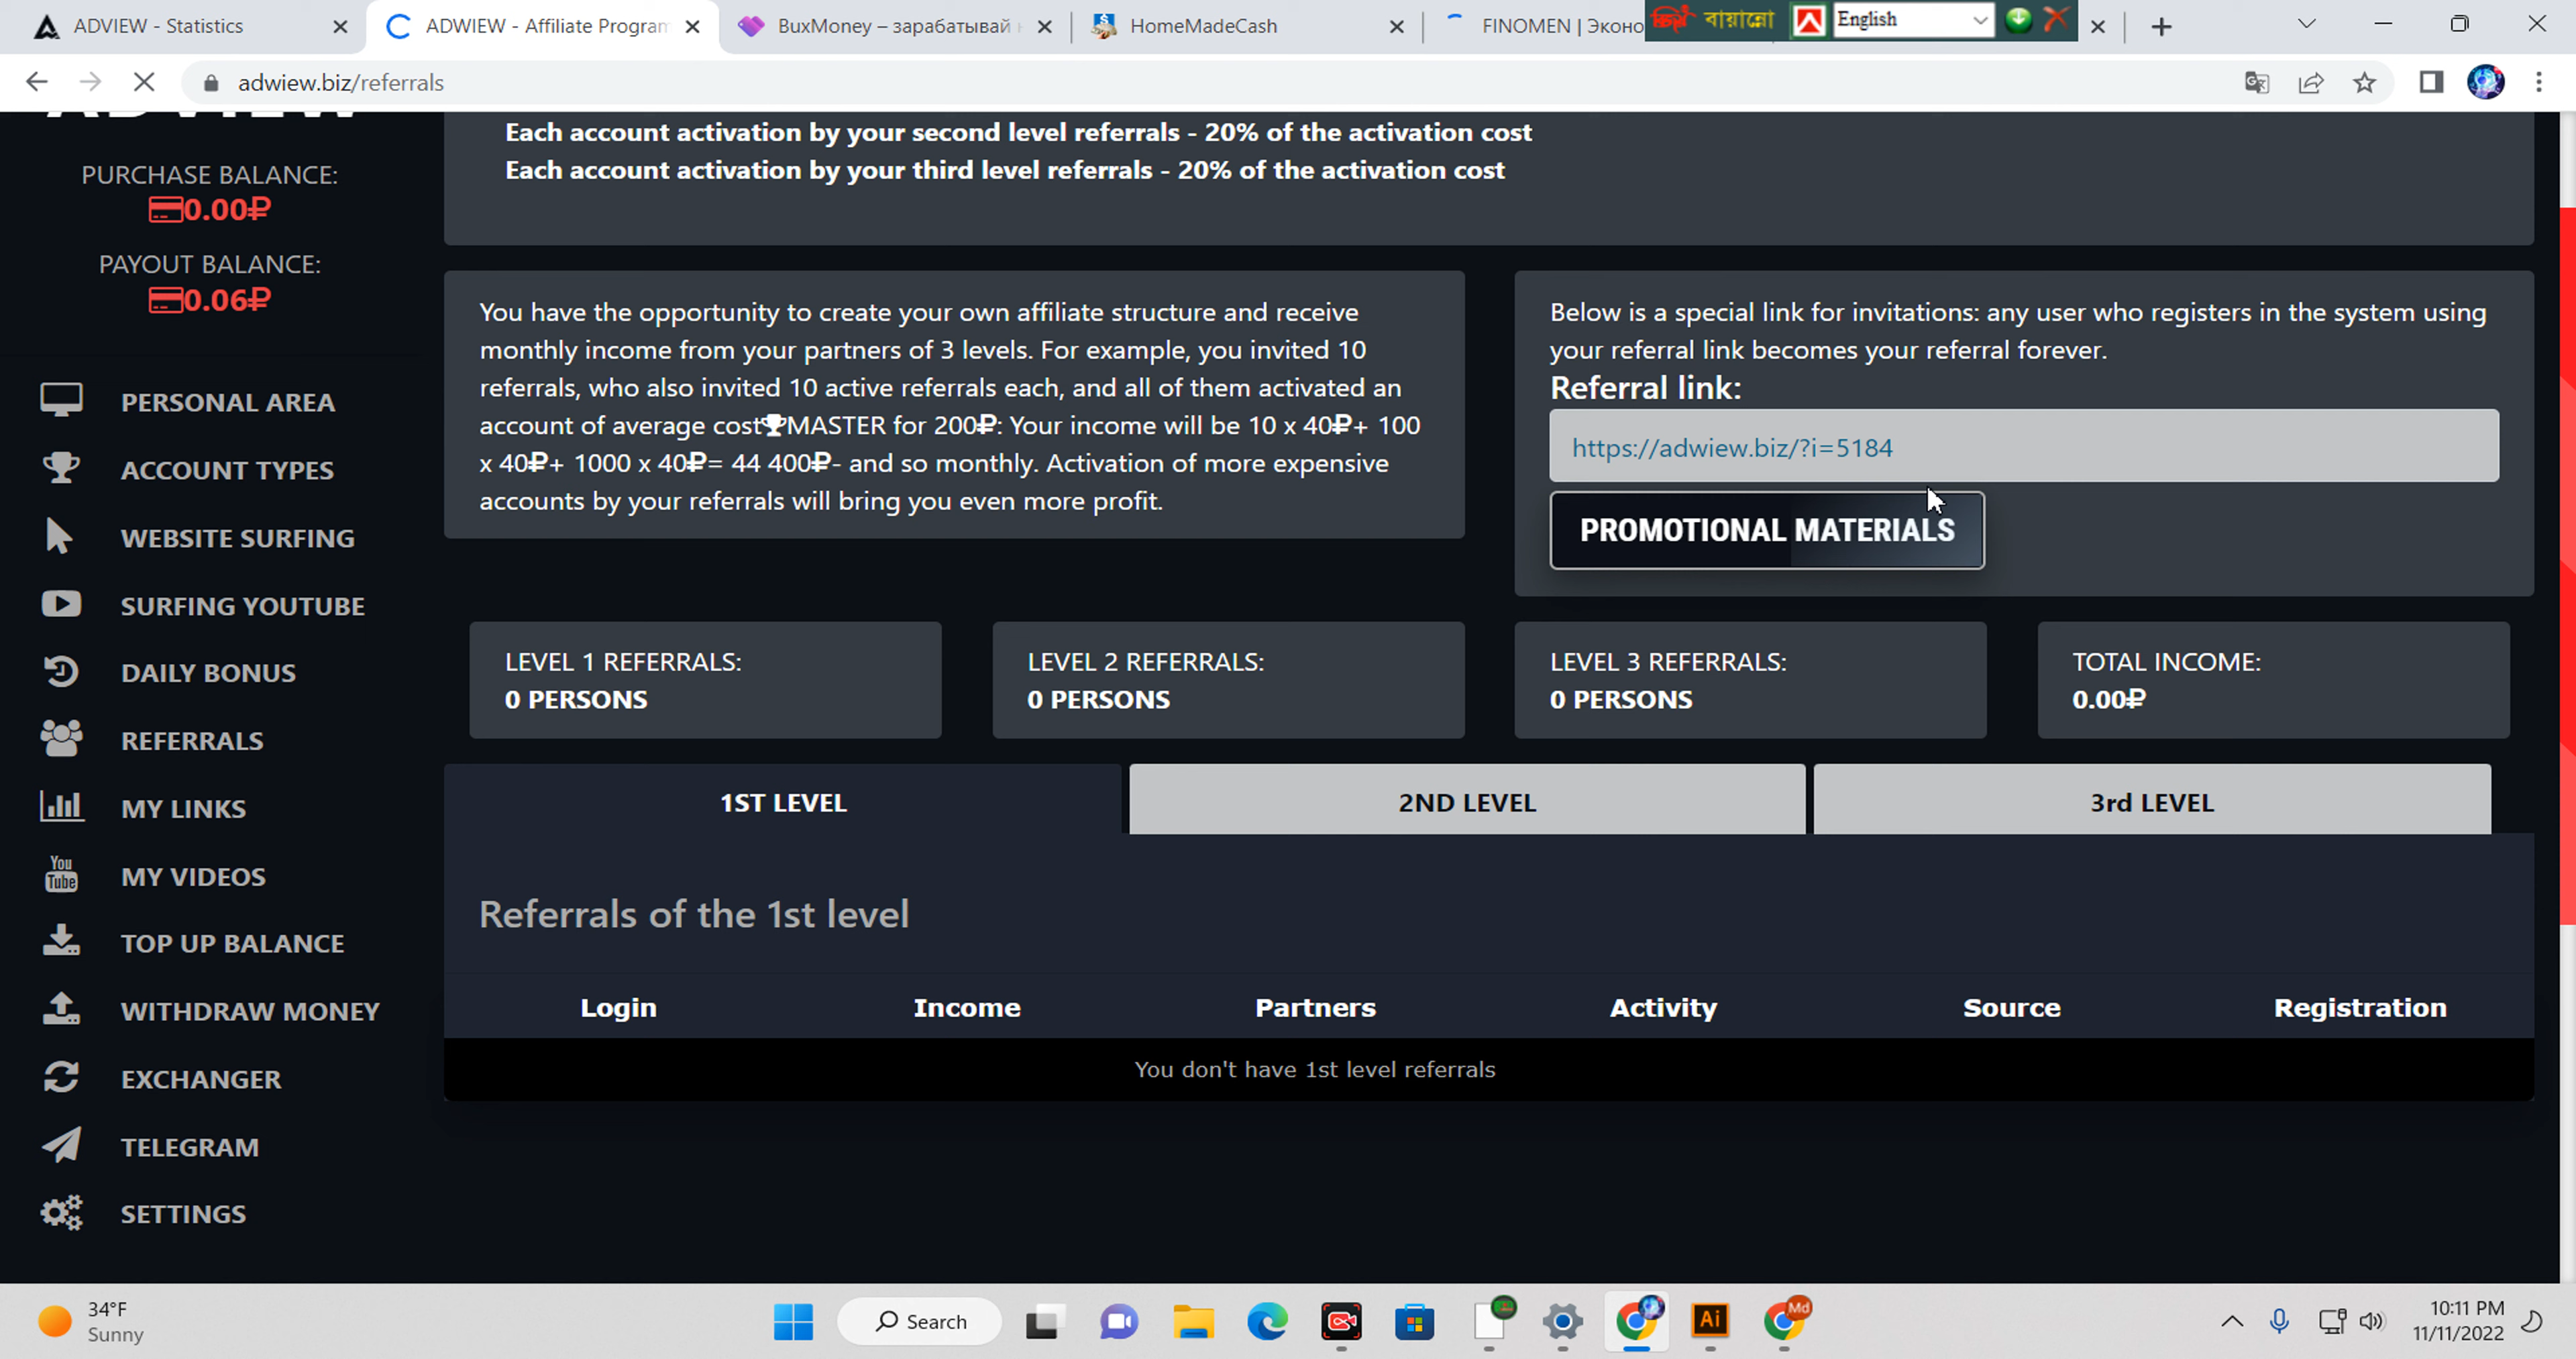 ADVIEW - Statistics
ADWIEW - Affiliate Program
BuxMoney – зарабатывай
HomeMadeCash
FINOMEN | Эконо
বায়ান্নো
English
adwiew.biz/referrals
Each account activation by your second level referrals - 20% of the activation cost
Each account activation by your third level referrals - 20% of the activation cost
PURCHASE BALANCE:
0.00₽
PAYOUT BALANCE:
0.06₽
PERSONAL AREA
ACCOUNT TYPES
WEBSITE SURFING
SURFING YOUTUBE
DAILY BONUS
REFERRALS
MY LINKS
You
Tube
MY VIDEOS
TOP UP BALANCE
WITHDRAW MONEY
EXCHANGER
TELEGRAM
SETTINGS
You have the opportunity to create your own affiliate structure and receive
monthly income from your partners of 3 levels. For example, you invited 10
referrals, who also invited 10 active referrals each, and all of them activated an
account of average cost MASTER for 200₽: Your income will be 10 x 40₽+ 100
x 40₽+ 1000 x 40₽= 44 400₽- and so monthly. Activation of more expensive
accounts by your referrals will bring you even more profit.
Below is a special link for invitations: any user who registers in the system using
your referral link becomes your referral forever.
Referral link:
https://adwiew.biz/?i=5184
PROMOTIONAL MATERIALS
LEVEL 1 REFERRALS:
0 PERSONS
LEVEL 2 REFERRALS:
0 PERSONS
LEVEL 3 REFERRALS:
0 PERSONS
TOTAL INCOME:
0.00₽
1ST LEVEL
2ND LEVEL
3rd LEVEL
Referrals of the 1st level
Login Income Partners Activity Source Registration
You don't have 1st level referrals
34°F
Sunny
Search
Ai
Md
10:11 PM
11/11/2022